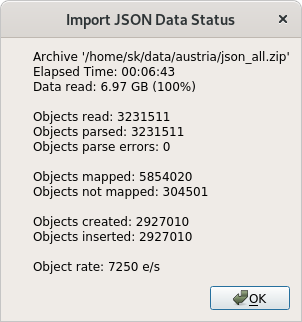 Import JSON Data Status
Archive '/home/sk/data/austria/json_all.zip'
Elapsed Time: 00:06:43
Data read: 6.97 GB (100%)
Objects read: 3231511
Objects parsed: 3231511
Objects parse errors: 0
Objects mapped: 5854020
Objects not mapped: 304501
Objects created: 2927010
Objects inserted: 2927010
Object rate: 7250 e/s
OK